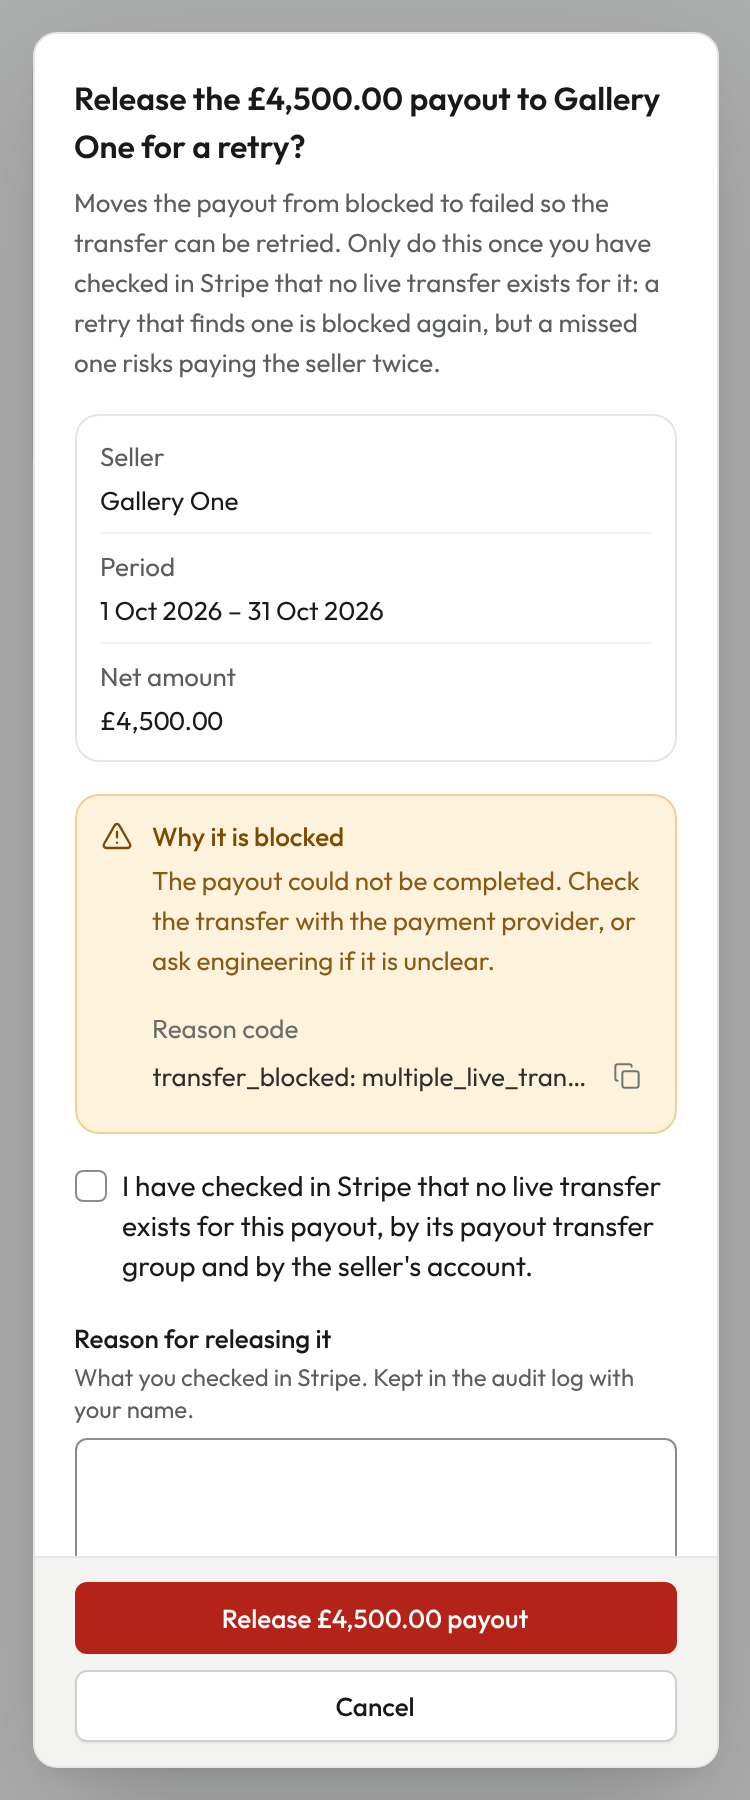 Release the £4,500.00 payout to Gallery
One for a retry?
Moves the payout from blocked to failed so the
transfer can be retried. Only do this once you have
checked in Stripe that no live transfer exists for it: a
retry that finds one is blocked again, but a missed
one risks paying the seller twice.
Seller
Gallery One
Period
1 Oct 2026 – 31 Oct 2026
Net amount
£4,500.00
Why it is blocked
The payout could not be completed. Check
the transfer with the payment provider, or
ask engineering if it is unclear.
Reason code
transfer_blocked: multiple_live_tran...
I have checked in Stripe that no live transfer
exists for this payout, by its payout transfer
group and by the seller's account.
Reason for releasing it
What you checked in Stripe. Kept in the audit log with
your name.
Release £4,500.00 payout
Cancel